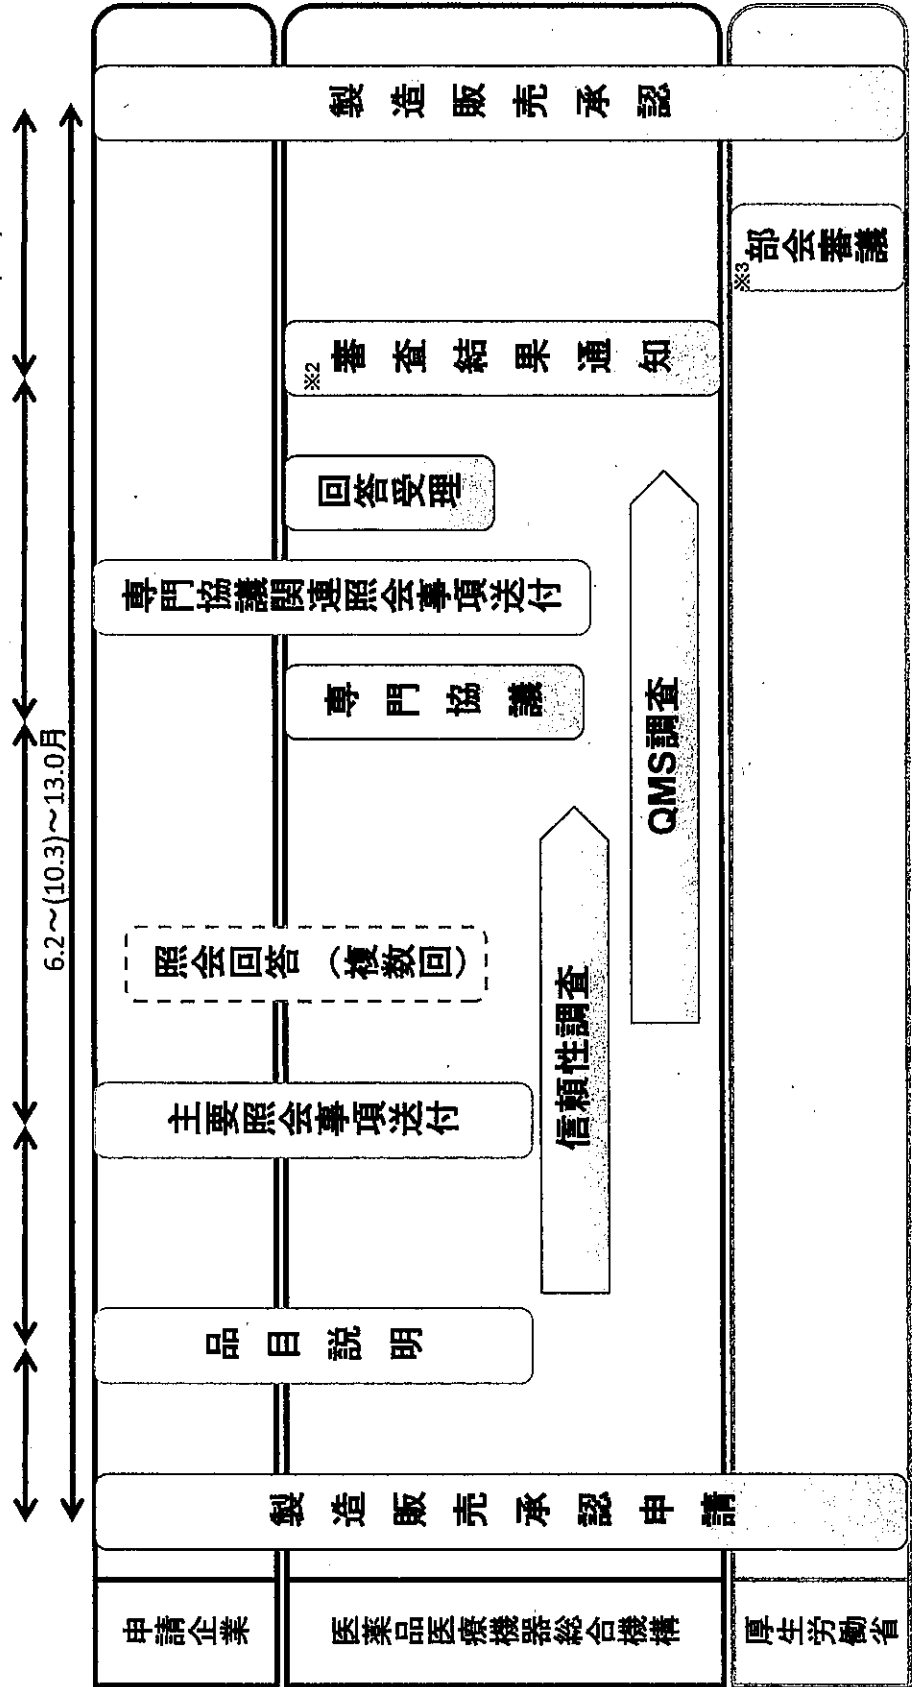 6.2～(10.3)～13.0月
申請企業
医薬品医療機器総合機構
厚生労働省
製造販売承認申請
品目説明
主要照会事項送付
照会回答（複数回）
信頼性調査
QMS調査
専門協議
専門協議関連照会事項送付
回答受理
※2
審査結果通知
※3
部会審議
製造販売承認